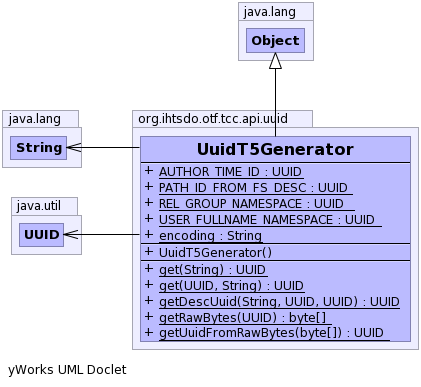 java.lang
Object
java.lang
String
java.util
UUID
org.ihtsdo.otf.tcc.api.uuid
UuidT5Generator
+ AUTHOR_TIME_ID : UUID
+ PATH_ID_FROM_FS_DESC : UUID
+ REL_GROUP_NAMESPACE : UUID
+ USER_FULLNAME_NAMESPACE : UUID
+ encoding : String
+ UuidT5Generator()
+ get(String) : UUID
+ get(UUID, String) : UUID
+ getDescUuid(String, UUID, UUID) : UUID
+ getRawBytes(UUID) : byte[]
+ getUuidFromRawBytes(byte[]) : UUID
yWorks UML Doclet